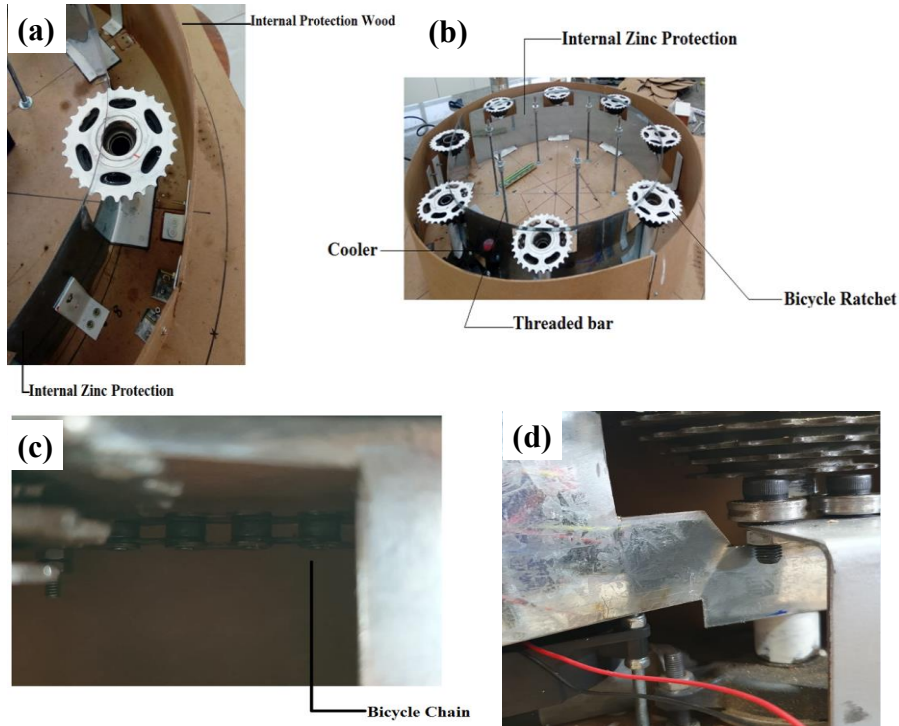 (a)
Internal Protection Wood
Internal Zinc Protection
(b)
Internal Zinc Protection
Cooler
Threaded bar
Bicycle Ratchet
(c)
Bicycle Chain
(d)